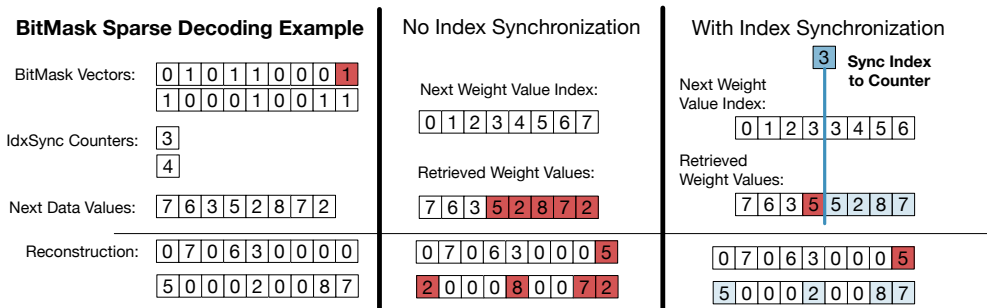 BitMask Sparse Decoding Example
BitMask Vectors:
0 1 0 1 1 0 0 0 1
1 0 0 0 1 0 0 1 1
IdxSync Counters:
3
4
Next Data Values:
7 6 3 5 2 8 7 2
Reconstruction:
0 7 0 6 3 0 0 0 0
5 0 0 0 2 0 0 8 7
No Index Synchronization
Next Weight Value Index:
0 1 2 3 4 5 6 7
Retrieved Weight Values:
7 6 3 5 2 8 7 2
0 7 0 6 3 0 0 0 5
2 0 0 0 8 0 0 7 2
With Index Synchronization
3
Sync Index
to Counter
Next Weight
Value Index:
0 1 2 3 3 4 5 6
Retrieved
Weight Values:
7 6 3 5 5 2 8 7
0 7 0 6 3 0 0 0 5
5 0 0 0 2 0 0 8 7